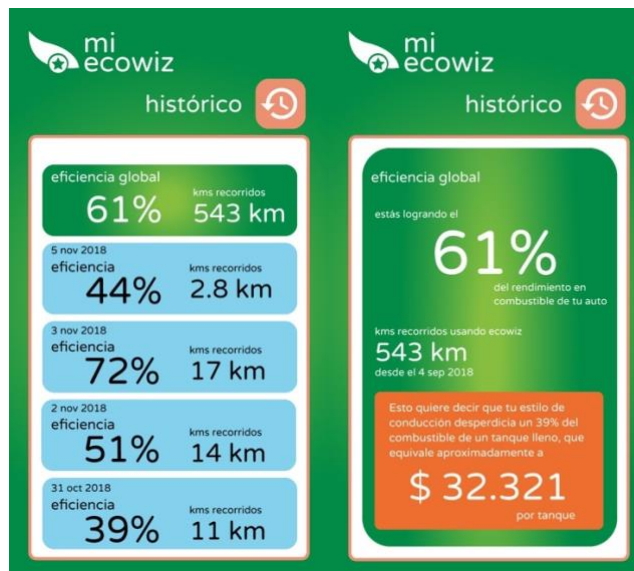 mi
ecowiz
histórico
eficiencia global
61%
kms recorridos
543 km
5 nov 2018
eficiencia
44%
kms recorridos
2.8 km
3 nov 2018
eficiencia
72%
kms recorridos
17 km
2 nov 2018
eficiencia
51%
kms recorridos
14 km
31 oct 2018
eficiencia
39%
kms recorridos
11 km
mi
ecowiz
histórico
eficiencia global
estás logrando el
61%
del rendimiento en
combustible de tu auto
kms recorridos usando ecowiz
543 km
desde el 4 sep 2018
Esto quiere decir que tu estilo de
conducción desperdicia un 39% del
combustible de un tanque lleno, que
equivale aproximadamente a
$ 32.321
por tanque